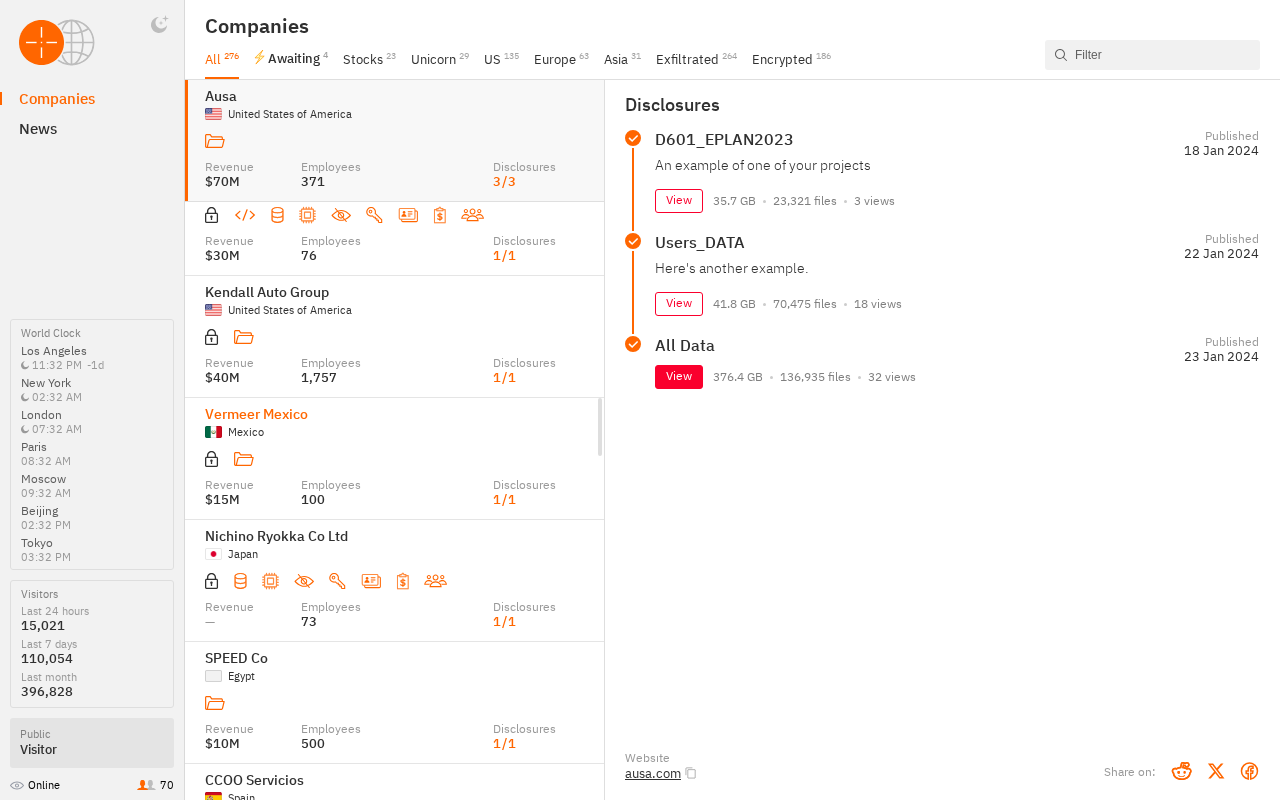 Companies
News
World Clock
Los Angeles
11:32 PM -1d
New York
02:32 AM
London
07:32 AM
Paris
08:32 AM
Moscow
09:32 AM
Beijing
02:32 PM
Tokyo
03:32 PM
Visitors
Last 24 hours
15,021
Last 7 days
110,054
Last month
396,828
Public
Visitor
Online 70
Companies
All 276 Awaiting 4 Stocks 23 Unicorn 29 US 135 Europe 63 Asia 31 Exfiltrated 264 Encrypted 186
Filter
Ausa
United States of America
Revenue Employees Disclosures
$70M 371 3/3
Revenue Employees Disclosures
$30M 76 1/1
Kendall Auto Group
United States of America
Revenue Employees Disclosures
$40M 1,757 1/1
Vermeer Mexico
Mexico
Revenue Employees Disclosures
$15M 100 1/1
Nichino Ryokka Co Ltd
Japan
Revenue Employees Disclosures
— 73 1/1
SPEED Co
Egypt
Revenue Employees Disclosures
$10M 500 1/1
CCOO Servicios
Spain
Disclosures
D601_EPLAN2023
Published
18 Jan 2024
An example of one of your projects
View 35.7 GB • 23,321 files • 3 views
Users_DATA
Published
22 Jan 2024
Here's another example.
View 41.8 GB • 70,475 files • 18 views
All Data
Published
23 Jan 2024
View 376.4 GB • 136,935 files • 32 views
Website
ausa.com
Share on: